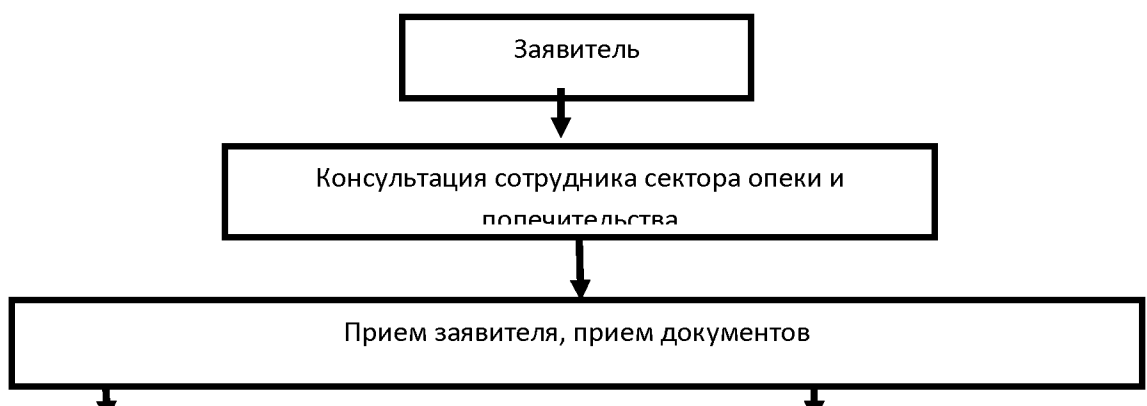 Заявитель
Консультация сотрудника сектора опеки и
попечительства
Прием заявителя, прием документов